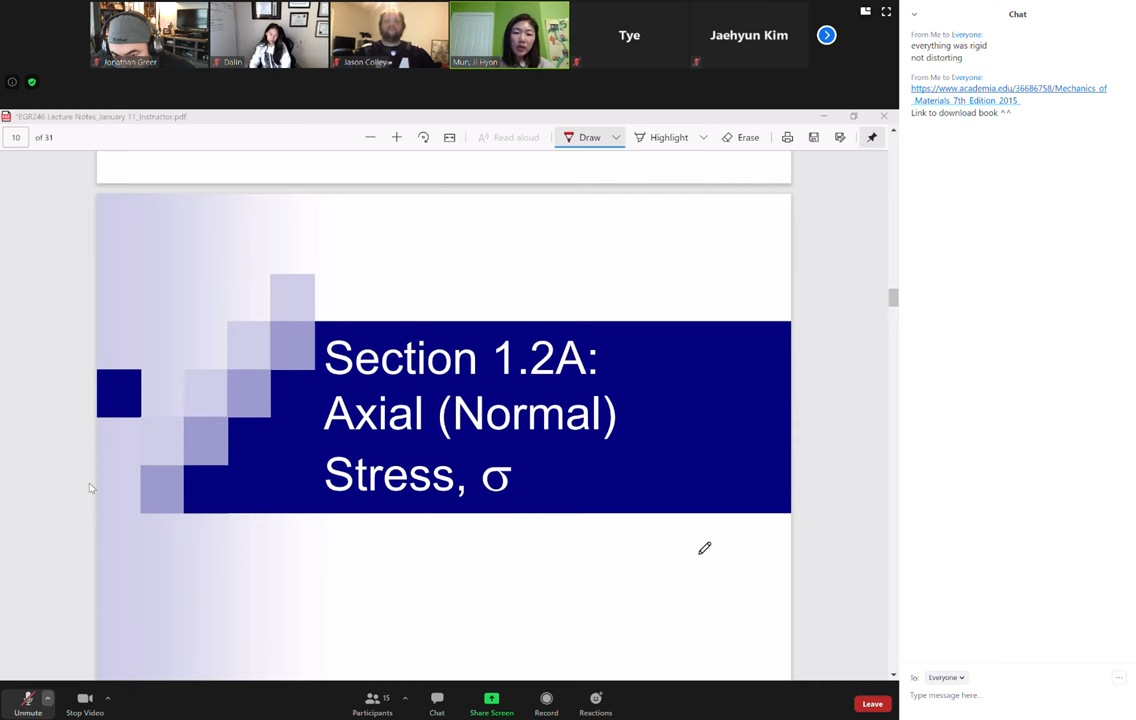 Jonathan Greer
Dalin
Jason Colley
Mun, Ji Hyon
Tye
Jaehyun Kim
*EGR246 Lecture Notes_January 11_Instructor.pdf
10 of 31
Read aloud
Draw
Highlight
Erase
Section 1.2A:
Axial (Normal)
Stress, σ
Unmute
Stop Video
15
Participants
Chat
Share Screen
Record
Reactions
Leave
Chat
From Me to Everyone:
everything was rigid
not distorting
From Me to Everyone:
https://www.academia.edu/36686758/Mechanics_of
_Materials_7th_Edition_2015_
Link to download book ^^
To: Everyone
Type message here...